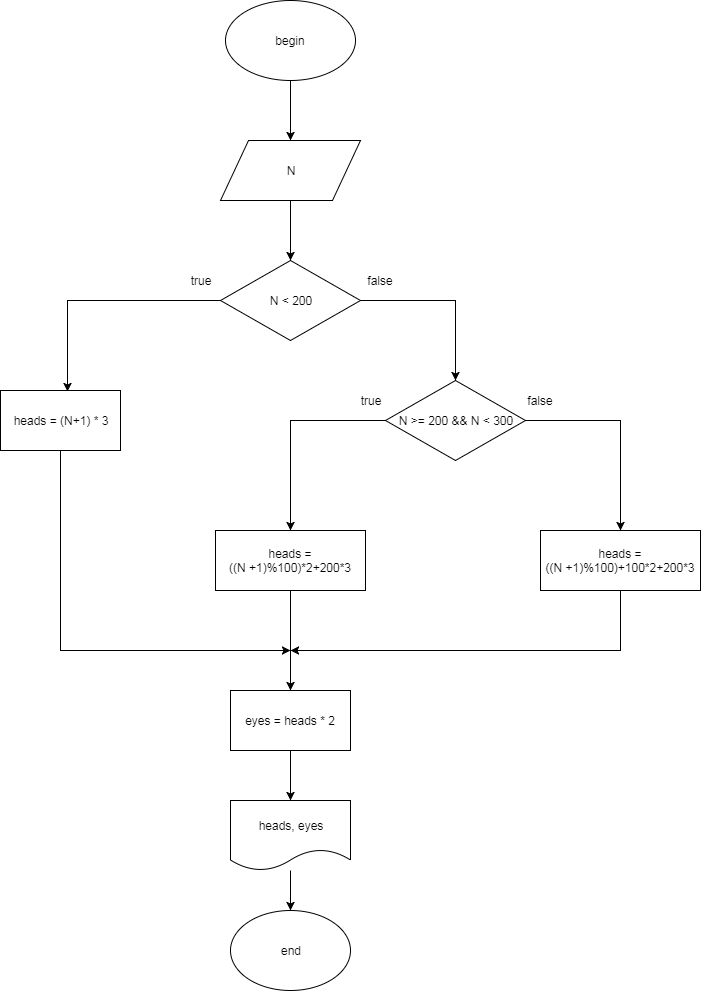 begin
N
true
false
N < 200
heads = (N+1) * 3
true
false
N >= 200 && N < 300
heads =
((N +1)%100)*2+200*3
heads =
((N +1)%100)+100*2+200*3
eyes = heads * 2
heads, eyes
end